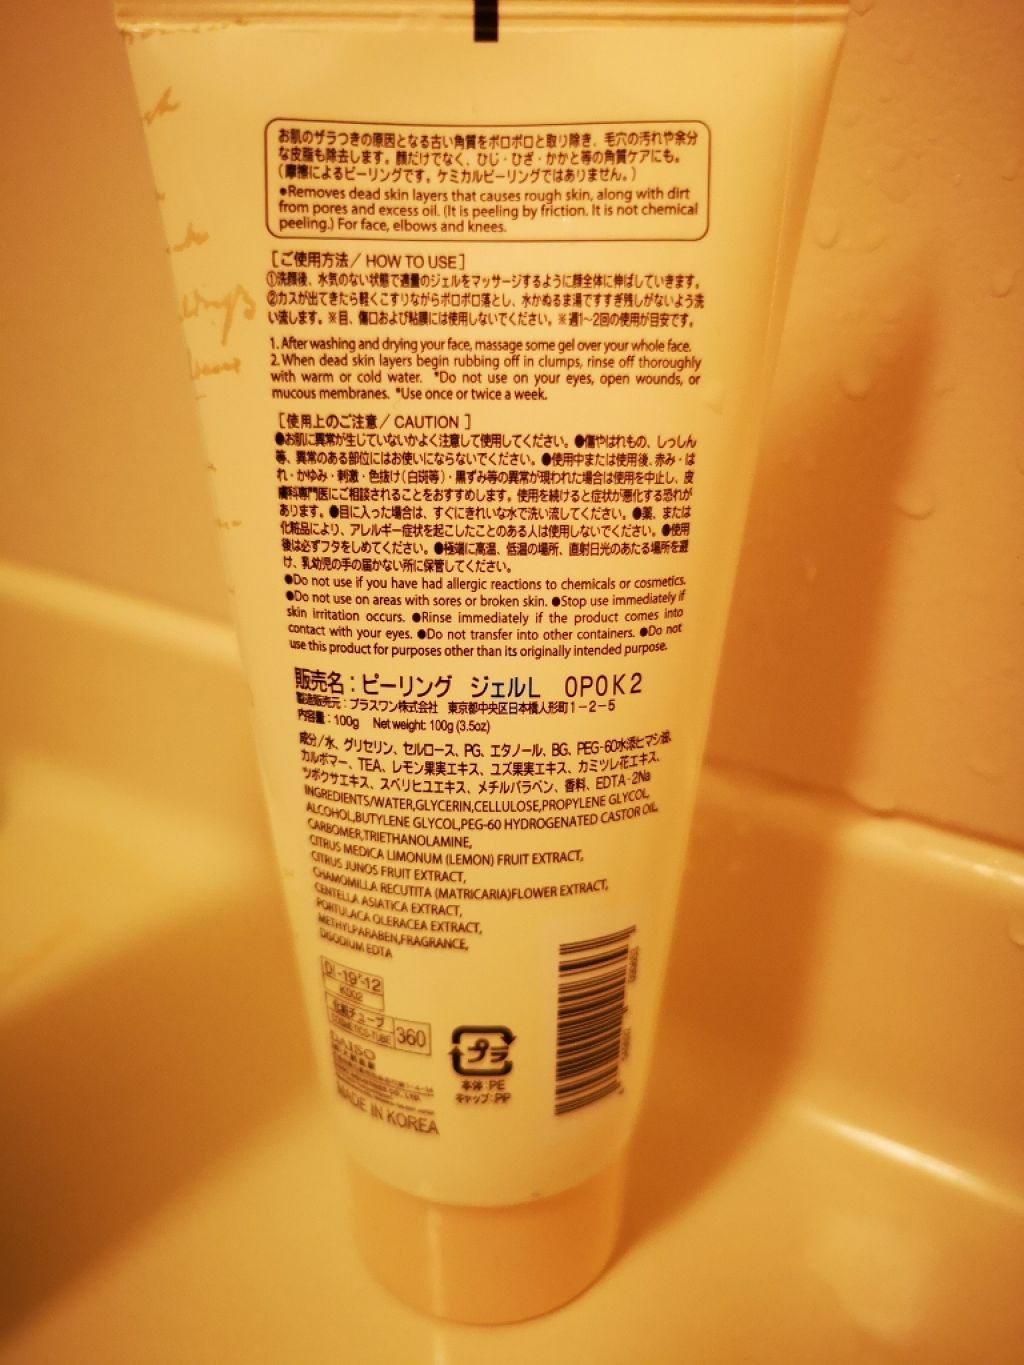 お肌のザラつきの原因となる古い角質をポロポロと取り除き、毛穴の汚れや余分
な皮脂も除去します。顔だけでなく、ひじ・ひざ・かかと等の角質ケアにも。
(摩擦によるピーリングです。ケミカルピーリングではありません。)
●Removes dead skin layers that causes rough skin, along with dirt
from pores and excess oil. (It is peeling by friction. It is not chemical
peeling.) For face, elbows and knees.
[ご使用方法/ HOW TO USE]
①洗顔後、水気のない状態で適量のジェルをマッサージするように顔全体に伸ばしていきます。
②カスが出てきたら軽くこすりながらポロポロ落とし、水かぬるま湯ですすぎ残しがないよう洗
い流します。※目、傷口および粘膜には使用しないでください。※週1~2回の使用が目安です。
1. After washing and drying your face, massage some gel over your whole face.
2. When dead skin layers begin rubbing off in clumps, rinse off thoroughly
with warm or cold water. *Do not use on your eyes, open wounds, or
mucous membranes. *Use once or twice a week.
[使用上のご注意/ CAUTION ]
●お肌に異常が生じていないかよく注意して使用してください。●傷やはれもの、しっしん
等、異常のある部位にはお使いにならないでください。●使用中または使用後、赤み・は
れ・かゆみ・刺激・色抜け(白斑等)・黒ずみ等の異常が現われた場合は使用を中止し、皮
膚科専門医にご相談されることをおすすめします。使用を続けると症状が悪化する恐れが
あります。●目に入った場合は、すぐにきれいな水で洗い流してください。●薬、または
化粧品により、アレルギー症状を起こしたことのある人は使用しないでください。●使用
後は必ずフタをしめてください。●極端に高温、低温の場所、直射日光のあたる場所を避
け、乳幼児の手の届かない所に保管してください。
●Do not use if you have had allergic reactions to chemicals or cosmetics.
●Do not use on areas with sores or broken skin. ●Stop use immediately if
skin irritation occurs. ●Rinse immediately if the product comes into
contact with your eyes. ●Do not transfer into other containers. ●Do not
use this product for purposes other than its originally intended purpose.
販売名:ピーリング ジェルL 0P0K2
製造販売元:プラスワン株式会社 東京都中央区日本橋人形町1-2-5
内容量:100g Net weight: 100g (3.5oz)
成分/水、グリセリン、セルロース、PG、エタノール、BG、PEG-60水添ヒマシ油、
カルボマー、TEA、レモン果実エキス、ユズ果実エキス、カミツレ花エキス、
ツボクサエキス、スベリヒユエキス、メチルパラベン、香料、EDTA-2Na
INGREDIENTS/WATER,GLYCERIN,CELLULOSE,PROPYLENE GLYCOL,
ALCOHOL,BUTYLENE GLYCOL,PEG-60 HYDROGENATED CASTOR OIL,
CARBOMER,TRIETHANOLAMINE,
CITRUS MEDICA LIMONUM (LEMON) FRUIT EXTRACT,
CITRUS JUNOS FRUIT EXTRACT,
CHAMOMILLA RECUTITA (MATRICARIA)FLOWER EXTRACT,
CENTELLA ASIATICA EXTRACT,
PORTULACA OLERACEA EXTRACT,
METHYLPARABEN,FRAGRANCE,
DISODIUM EDTA
DI-19'-12
K002
化粧チューブ
COSMETICS-TUBE
360
DAISO
MADE IN KOREA
プラ
本体:PE
キャップ:PP